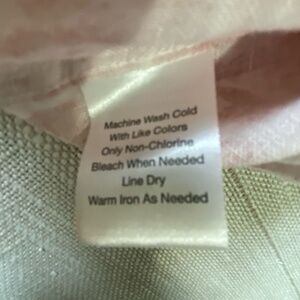 Machine Wash Cold
With Like Colors
Only Non-Chlorine
Bleach When Needed
Line Dry
Warm Iron As Needed